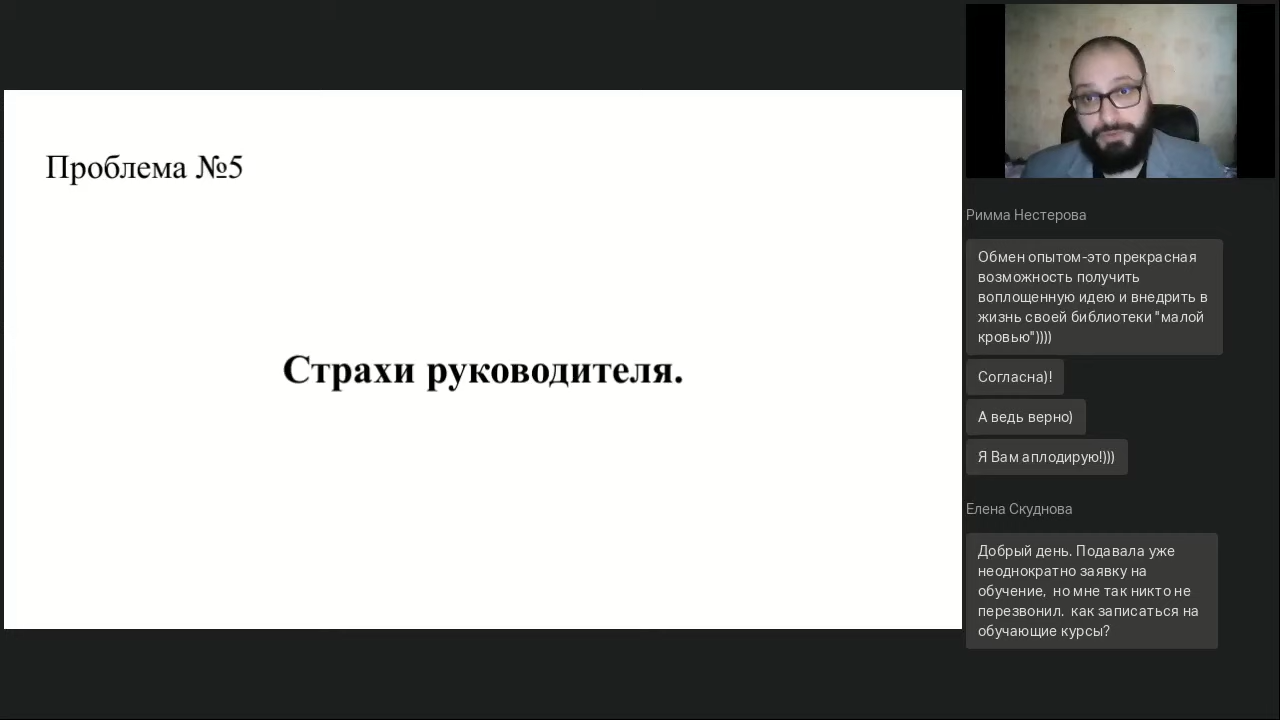 Проблема №5
Страхи руководителя.
Римма Нестерова
Обмен опытом-это прекрасная
возможность получить
воплощенную идею и внедрить в
жизнь своей библиотеки "малой
кровью"))))
Согласна)!
А ведь верно)
Я Вам аплодирую!)))
Елена Скуднова
Добрый день. Подавала уже
неоднократно заявку на
обучение,  но мне так никто не
перезвонил.  как записаться на
обучающие курсы?